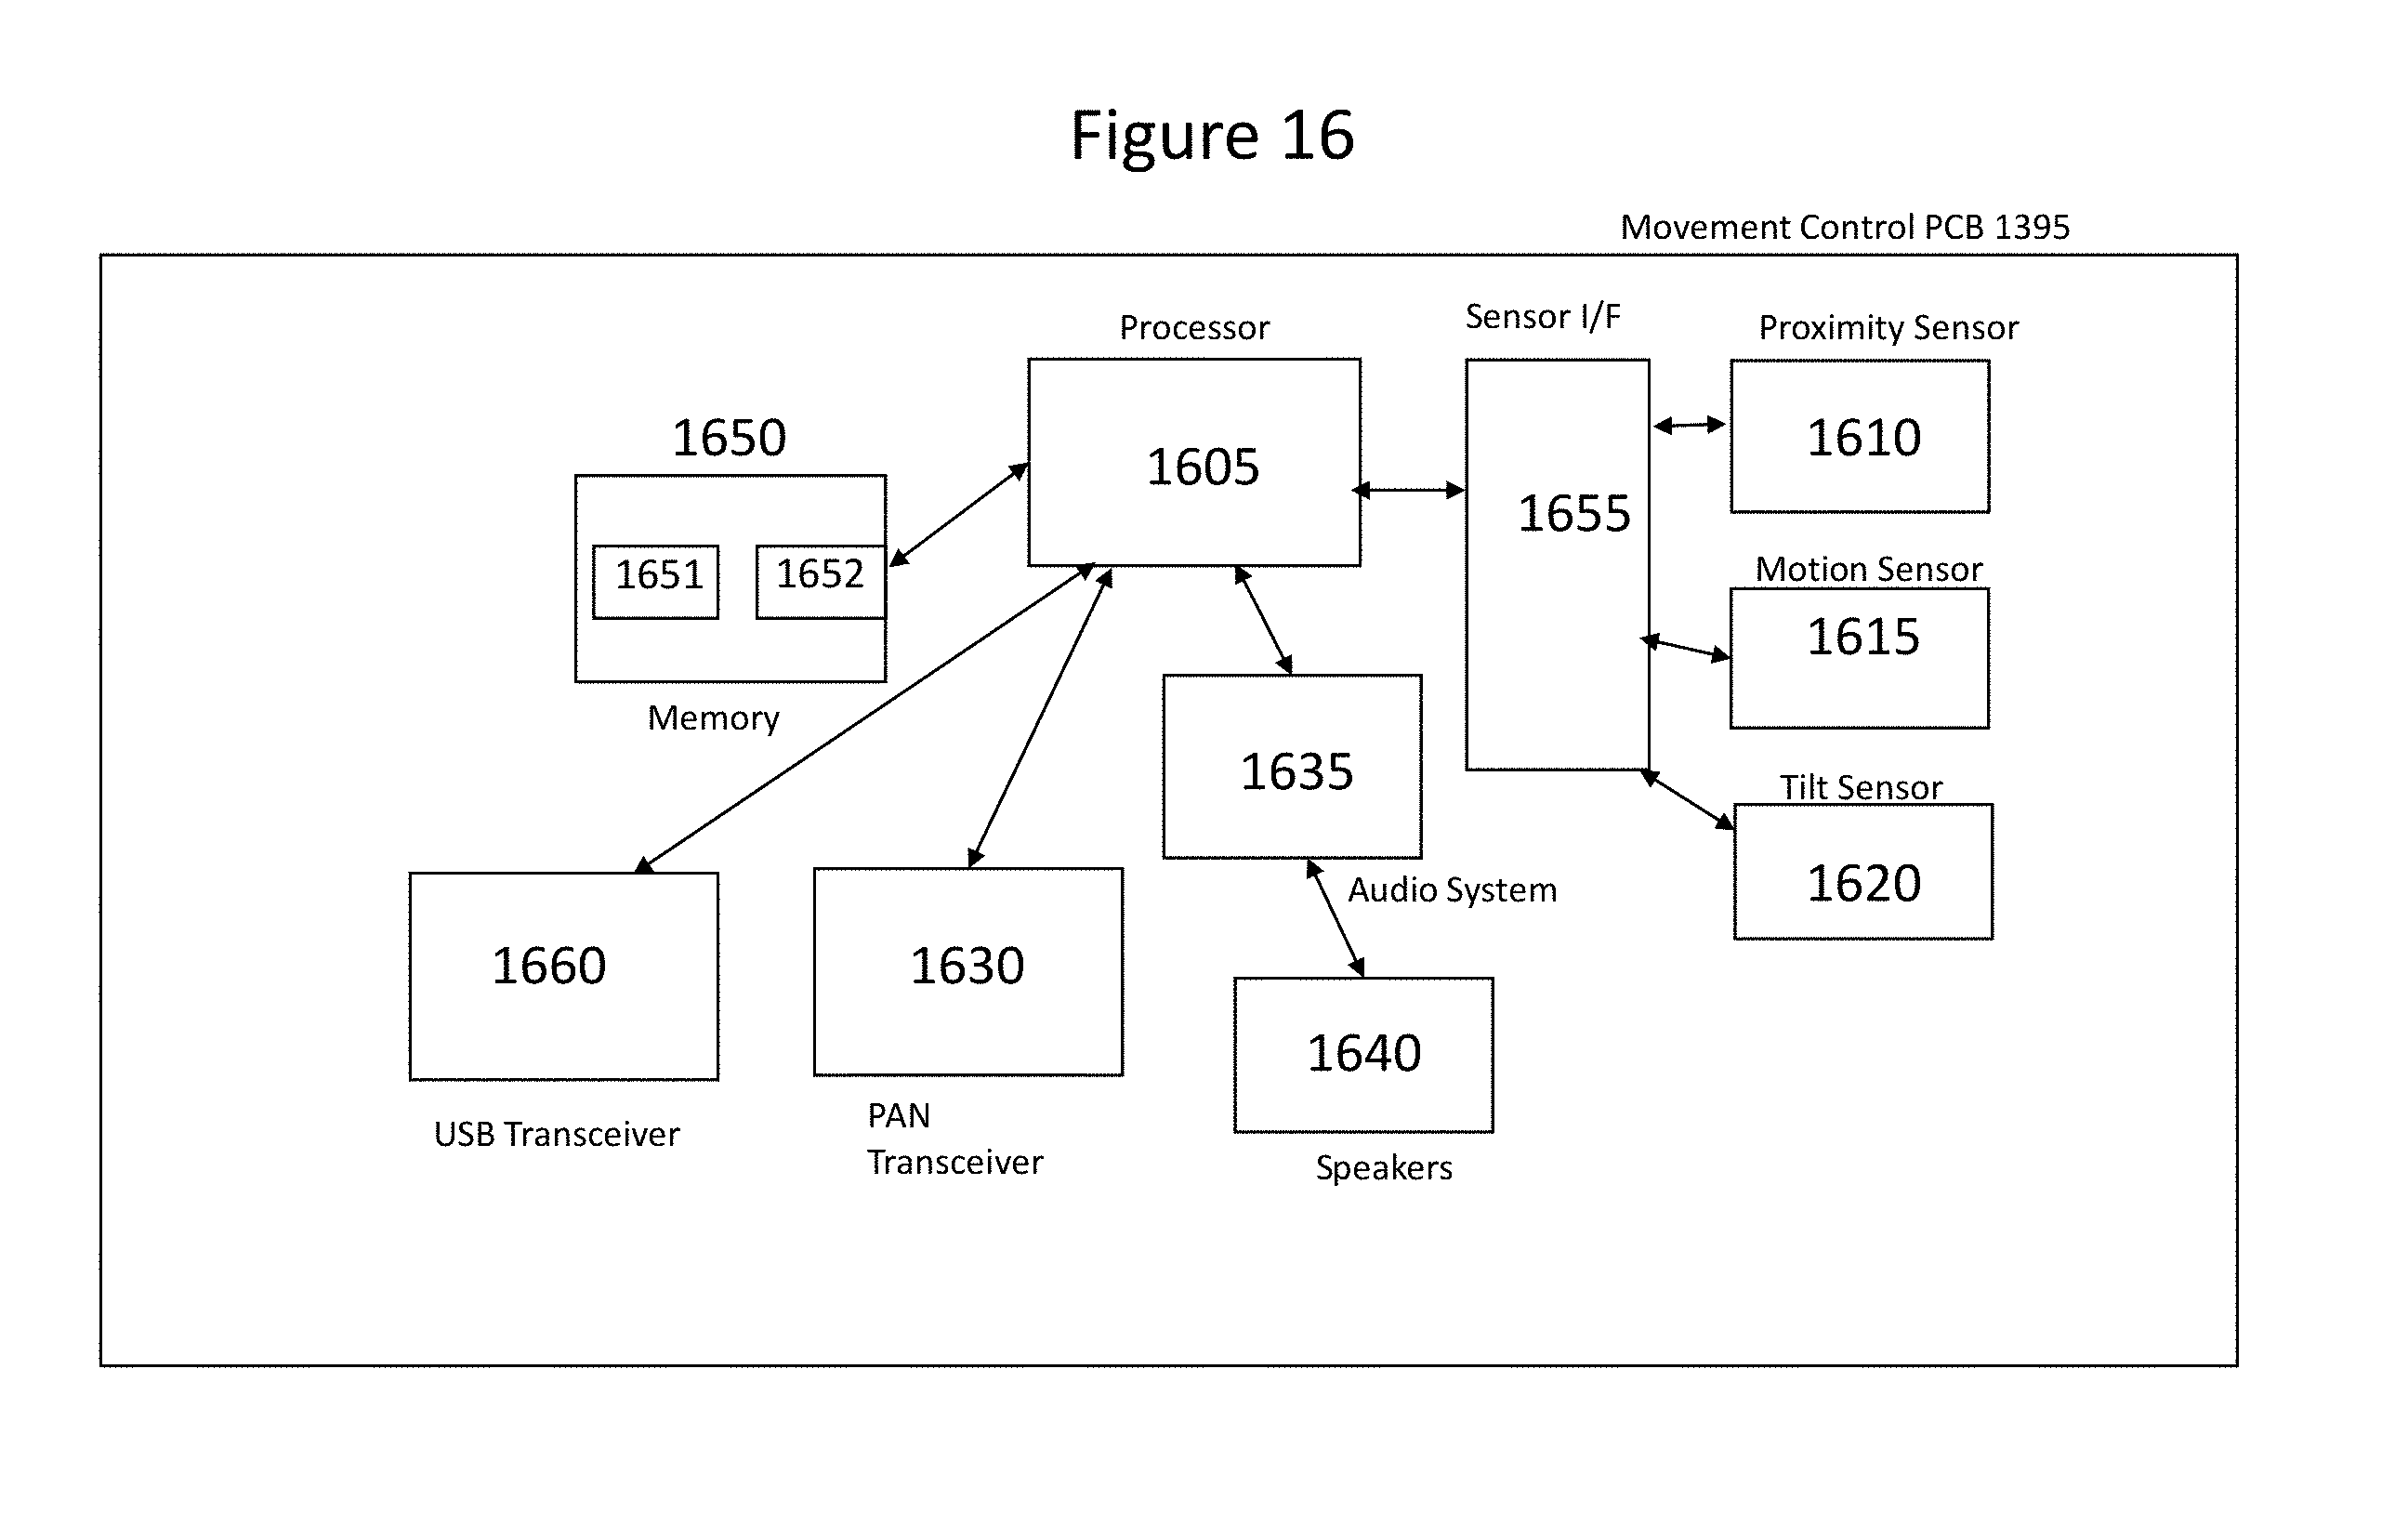 Figure 16
Movement Control PCB 1395
Processor
Sensor I/F
Proximity Sensor
1650
1605
1655
1610
1651
1652
Motion Sensor
1615
Memory
1635
Tilt Sensor
1620
Audio System
1660
1630
1640
USB Transceiver
PAN
Transceiver
Speakers